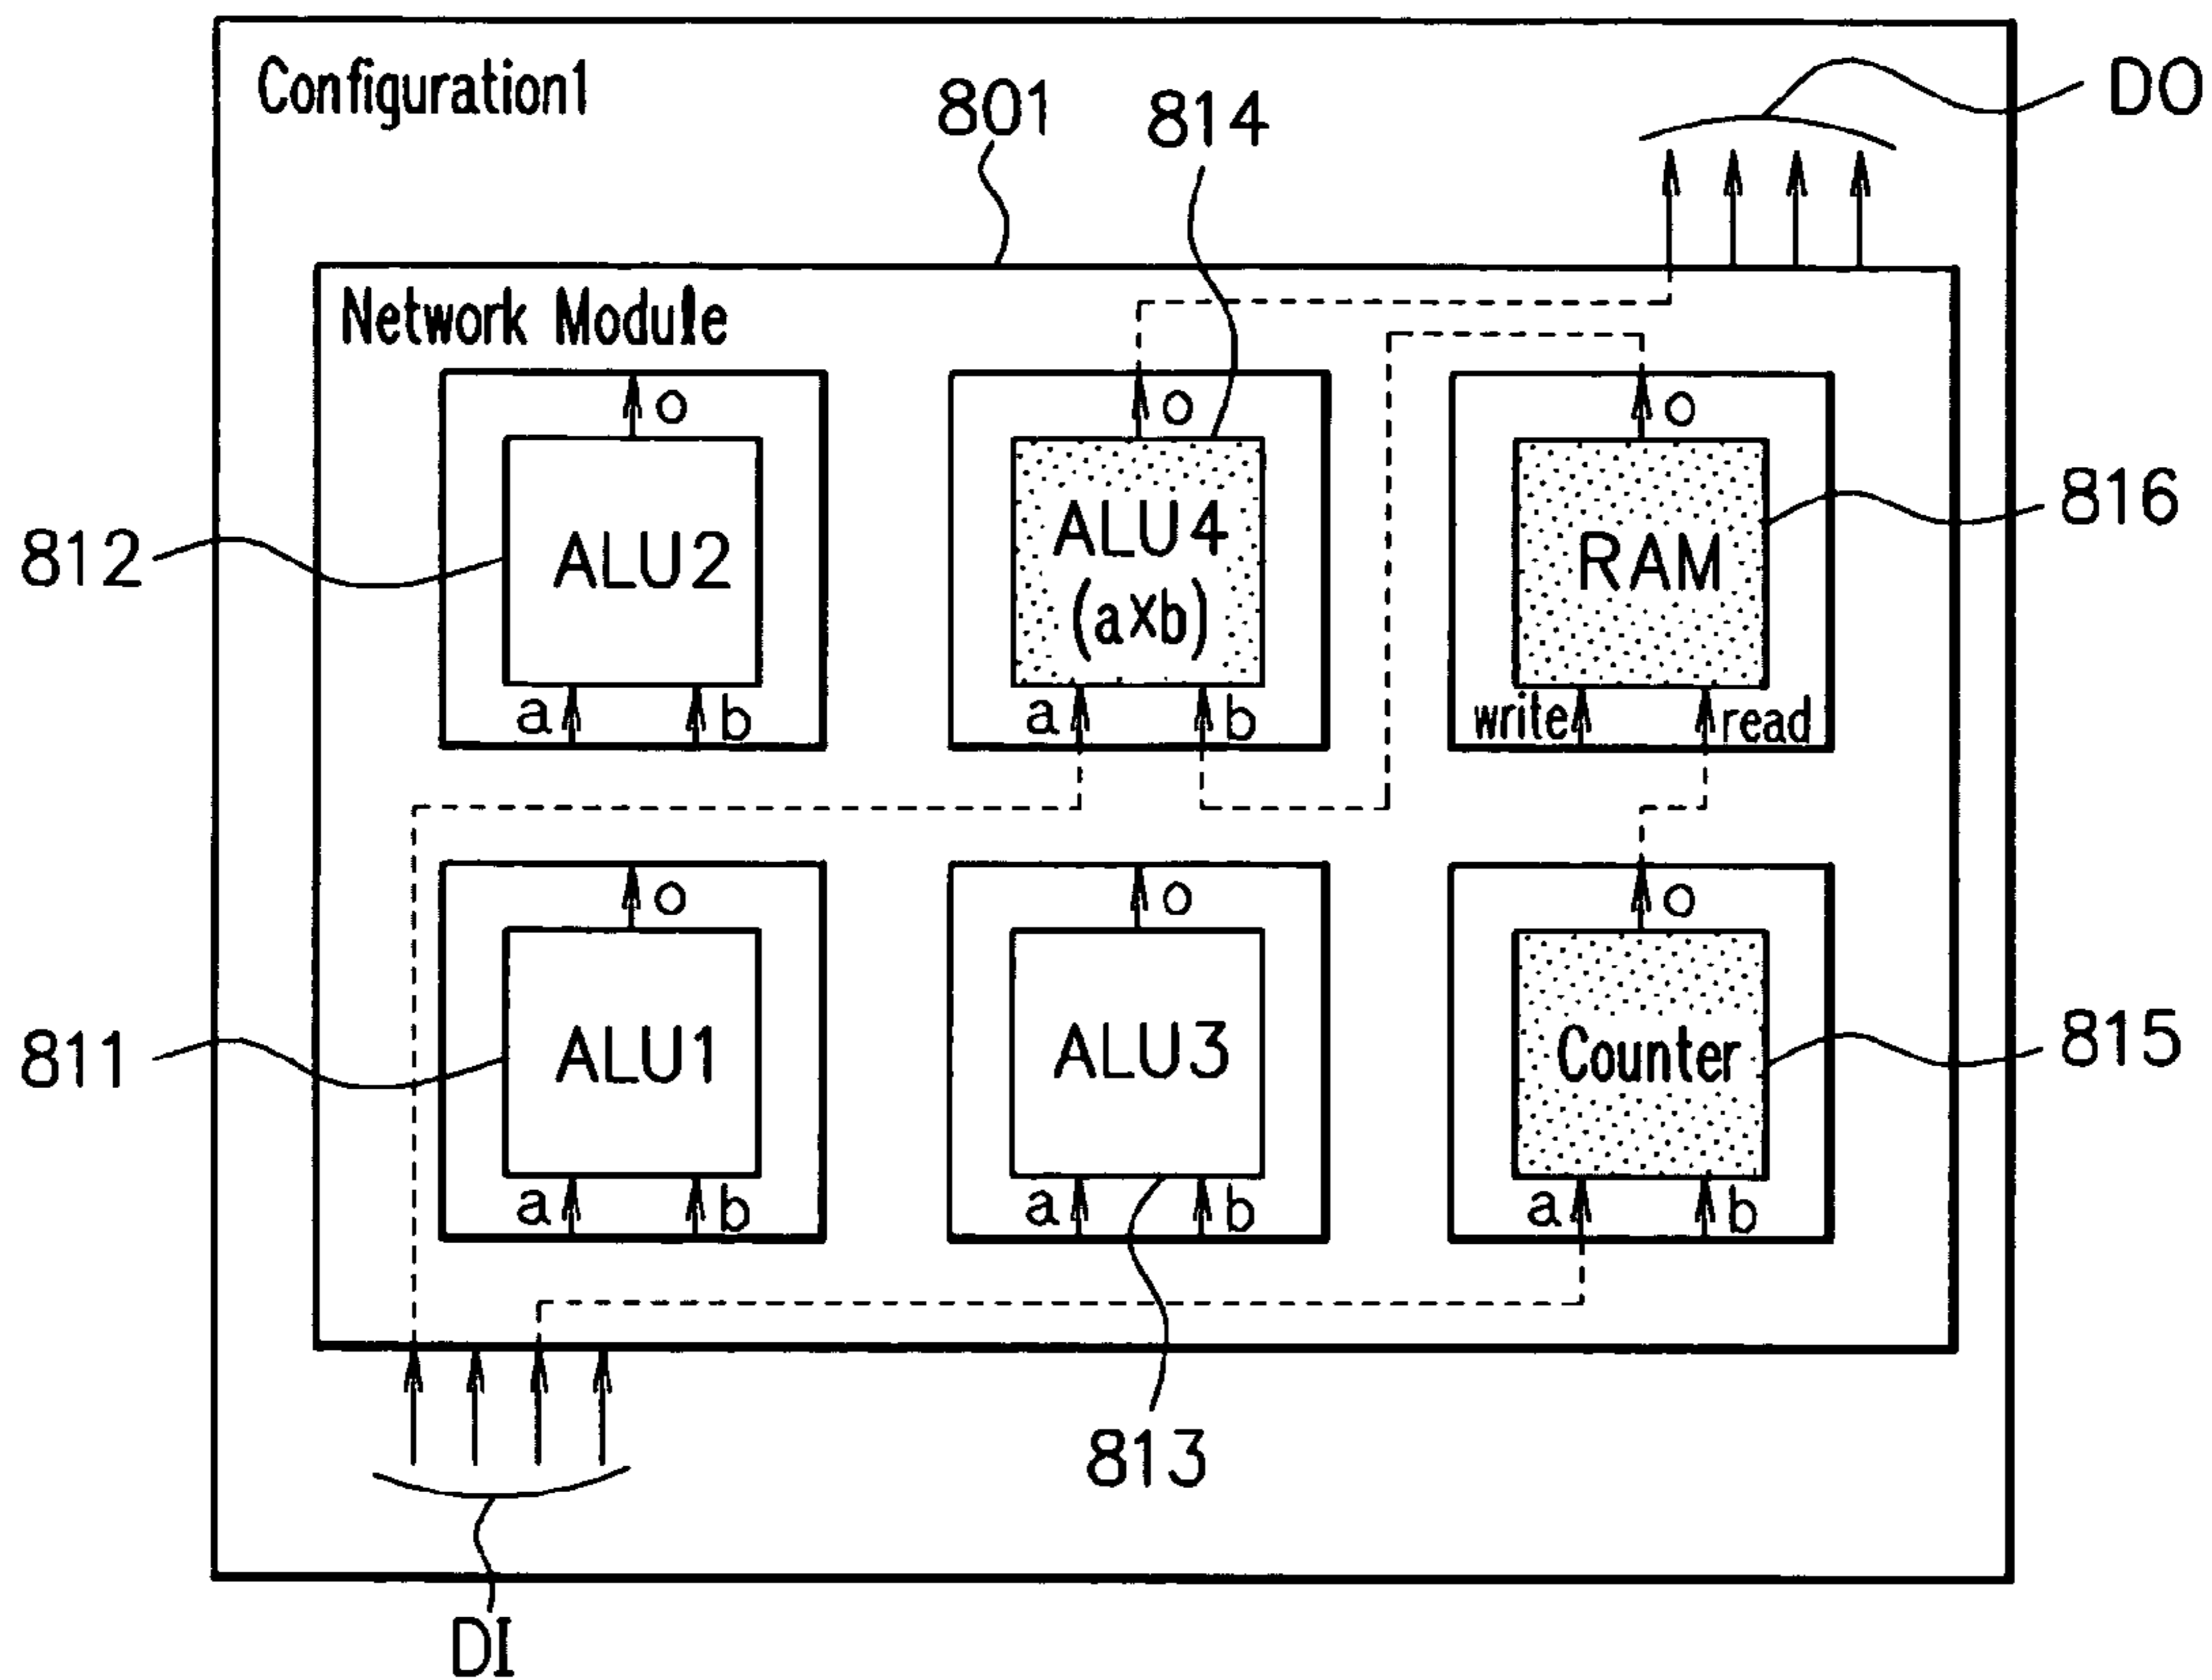 Configuration1
801
814
DO
Network Module
o
o
o
812
ALU2
ALU4
(a×b)
RAM
816
a
b
a
b
write
read
o
o
o
811
ALU1
ALU3
Counter
815
a
b
a
b
a
b
813
DI